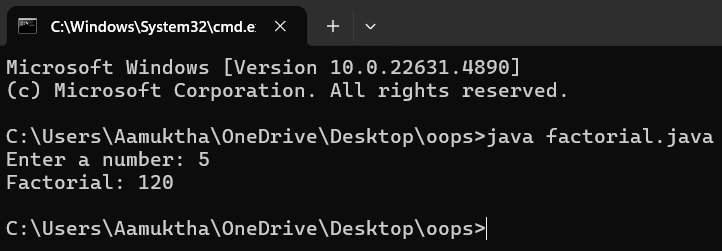 C:\Windows\System32\cmd.e
Microsoft Windows [Version 10.0.22631.4890]
(c) Microsoft Corporation. All rights reserved.
C:\Users\Aamuktha\OneDrive\Desktop\oops>java factorial.java
Enter a number: 5
Factorial: 120
C:\Users\Aamuktha\OneDrive\Desktop\oops>